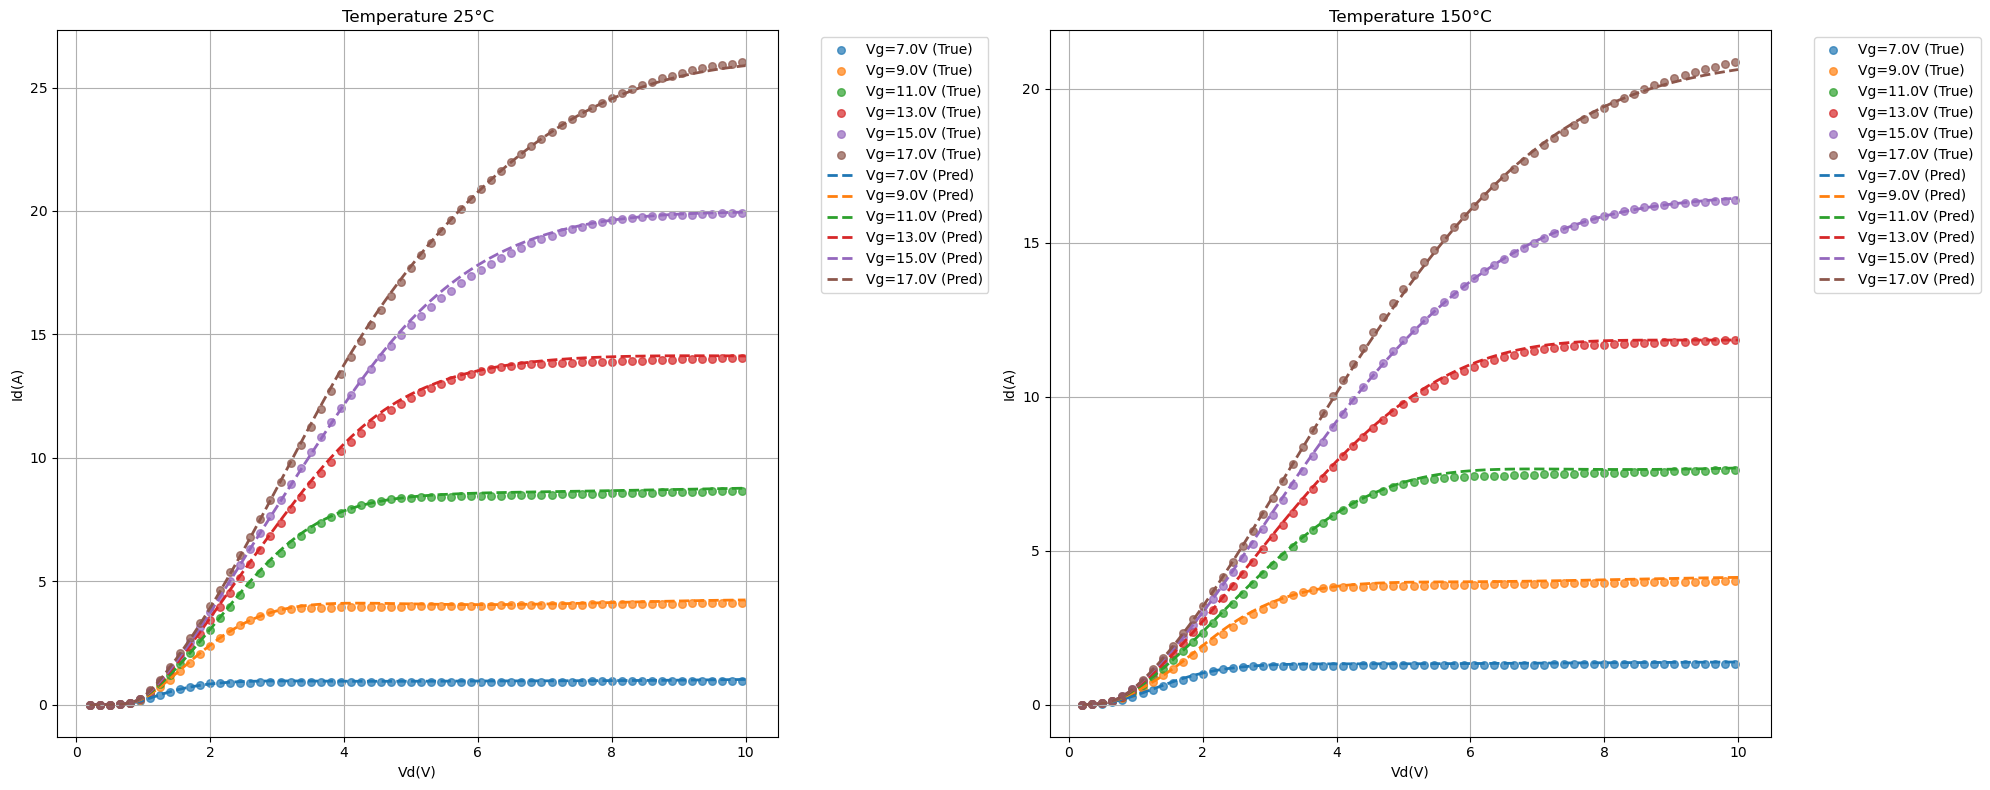 Temperature 25°C
25
20
15
10
5
0
Id(A)
0 2 4 6 8 10
Vd(V)
Vg=7.0V (True)
Vg=9.0V (True)
Vg=11.0V (True)
Vg=13.0V (True)
Vg=15.0V (True)
Vg=17.0V (True)
Vg=7.0V (Pred)
Vg=9.0V (Pred)
Vg=11.0V (Pred)
Vg=13.0V (Pred)
Vg=15.0V (Pred)
Vg=17.0V (Pred)
Temperature 150°C
20
15
10
5
0
Id(A)
0 2 4 6 8 10
Vd(V)
Vg=7.0V (True)
Vg=9.0V (True)
Vg=11.0V (True)
Vg=13.0V (True)
Vg=15.0V (True)
Vg=17.0V (True)
Vg=7.0V (Pred)
Vg=9.0V (Pred)
Vg=11.0V (Pred)
Vg=13.0V (Pred)
Vg=15.0V (Pred)
Vg=17.0V (Pred)